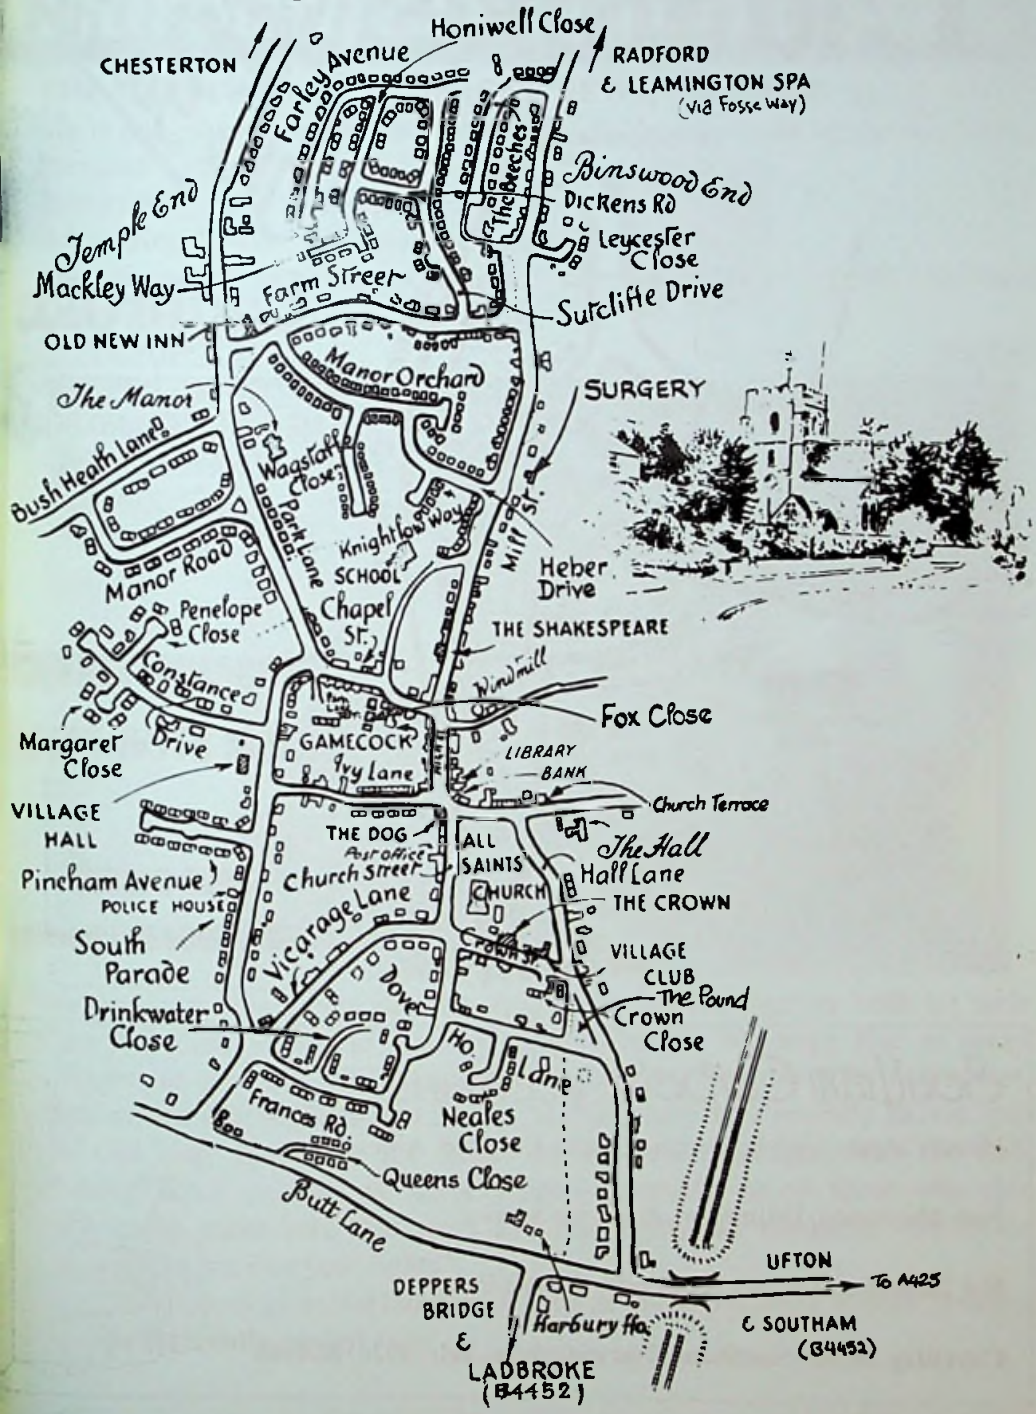 Honiwell Close
CHESTERTON
Farley Avenue
RADFORD
& LEAMINGTON SPA
(via Fosse Way)
The Beeches
Binswood End
Dickens Rd
Temple End
Leycester
Close
Mackley Way
Farm Street
Sutcliffe Drive
OLD NEW INN
Manor Orchard
The Manor
SURGERY
Bush Heath Lane
Wagstaff
Close
Park Lane
Knightlow Way
Mill St.
Manor Road
SCHOOL
Heber
Drive
Penelope
Close
Chapel
St.
THE SHAKESPEARE
Constance
Drive
Windmill
Fox Close
Margaret
Close
GAMECOCK
LIBRARY
BANK
Ivy Lane
Church Terrace
VILLAGE
HALL
THE DOG
Post office
Church Street
ALL
SAINTS
CHURCH
The Hall
Hall Lane
Pincham Avenue
POLICE HOUSE
THE CROWN
Vicarage Lane
Crown St.
South
Parade
VILLAGE
CLUB
The Pound
Dove
Ho.
Lane
Drinkwater
Close
Crown
Close
Frances Rd.
Neales
Close
Queens Close
Butt Lane
UFTON
To A425
DEPPERS
BRIDGE
&
LADBROKE
(B4452)
Harbury Ho.
& SOUTHAM
(B4452)